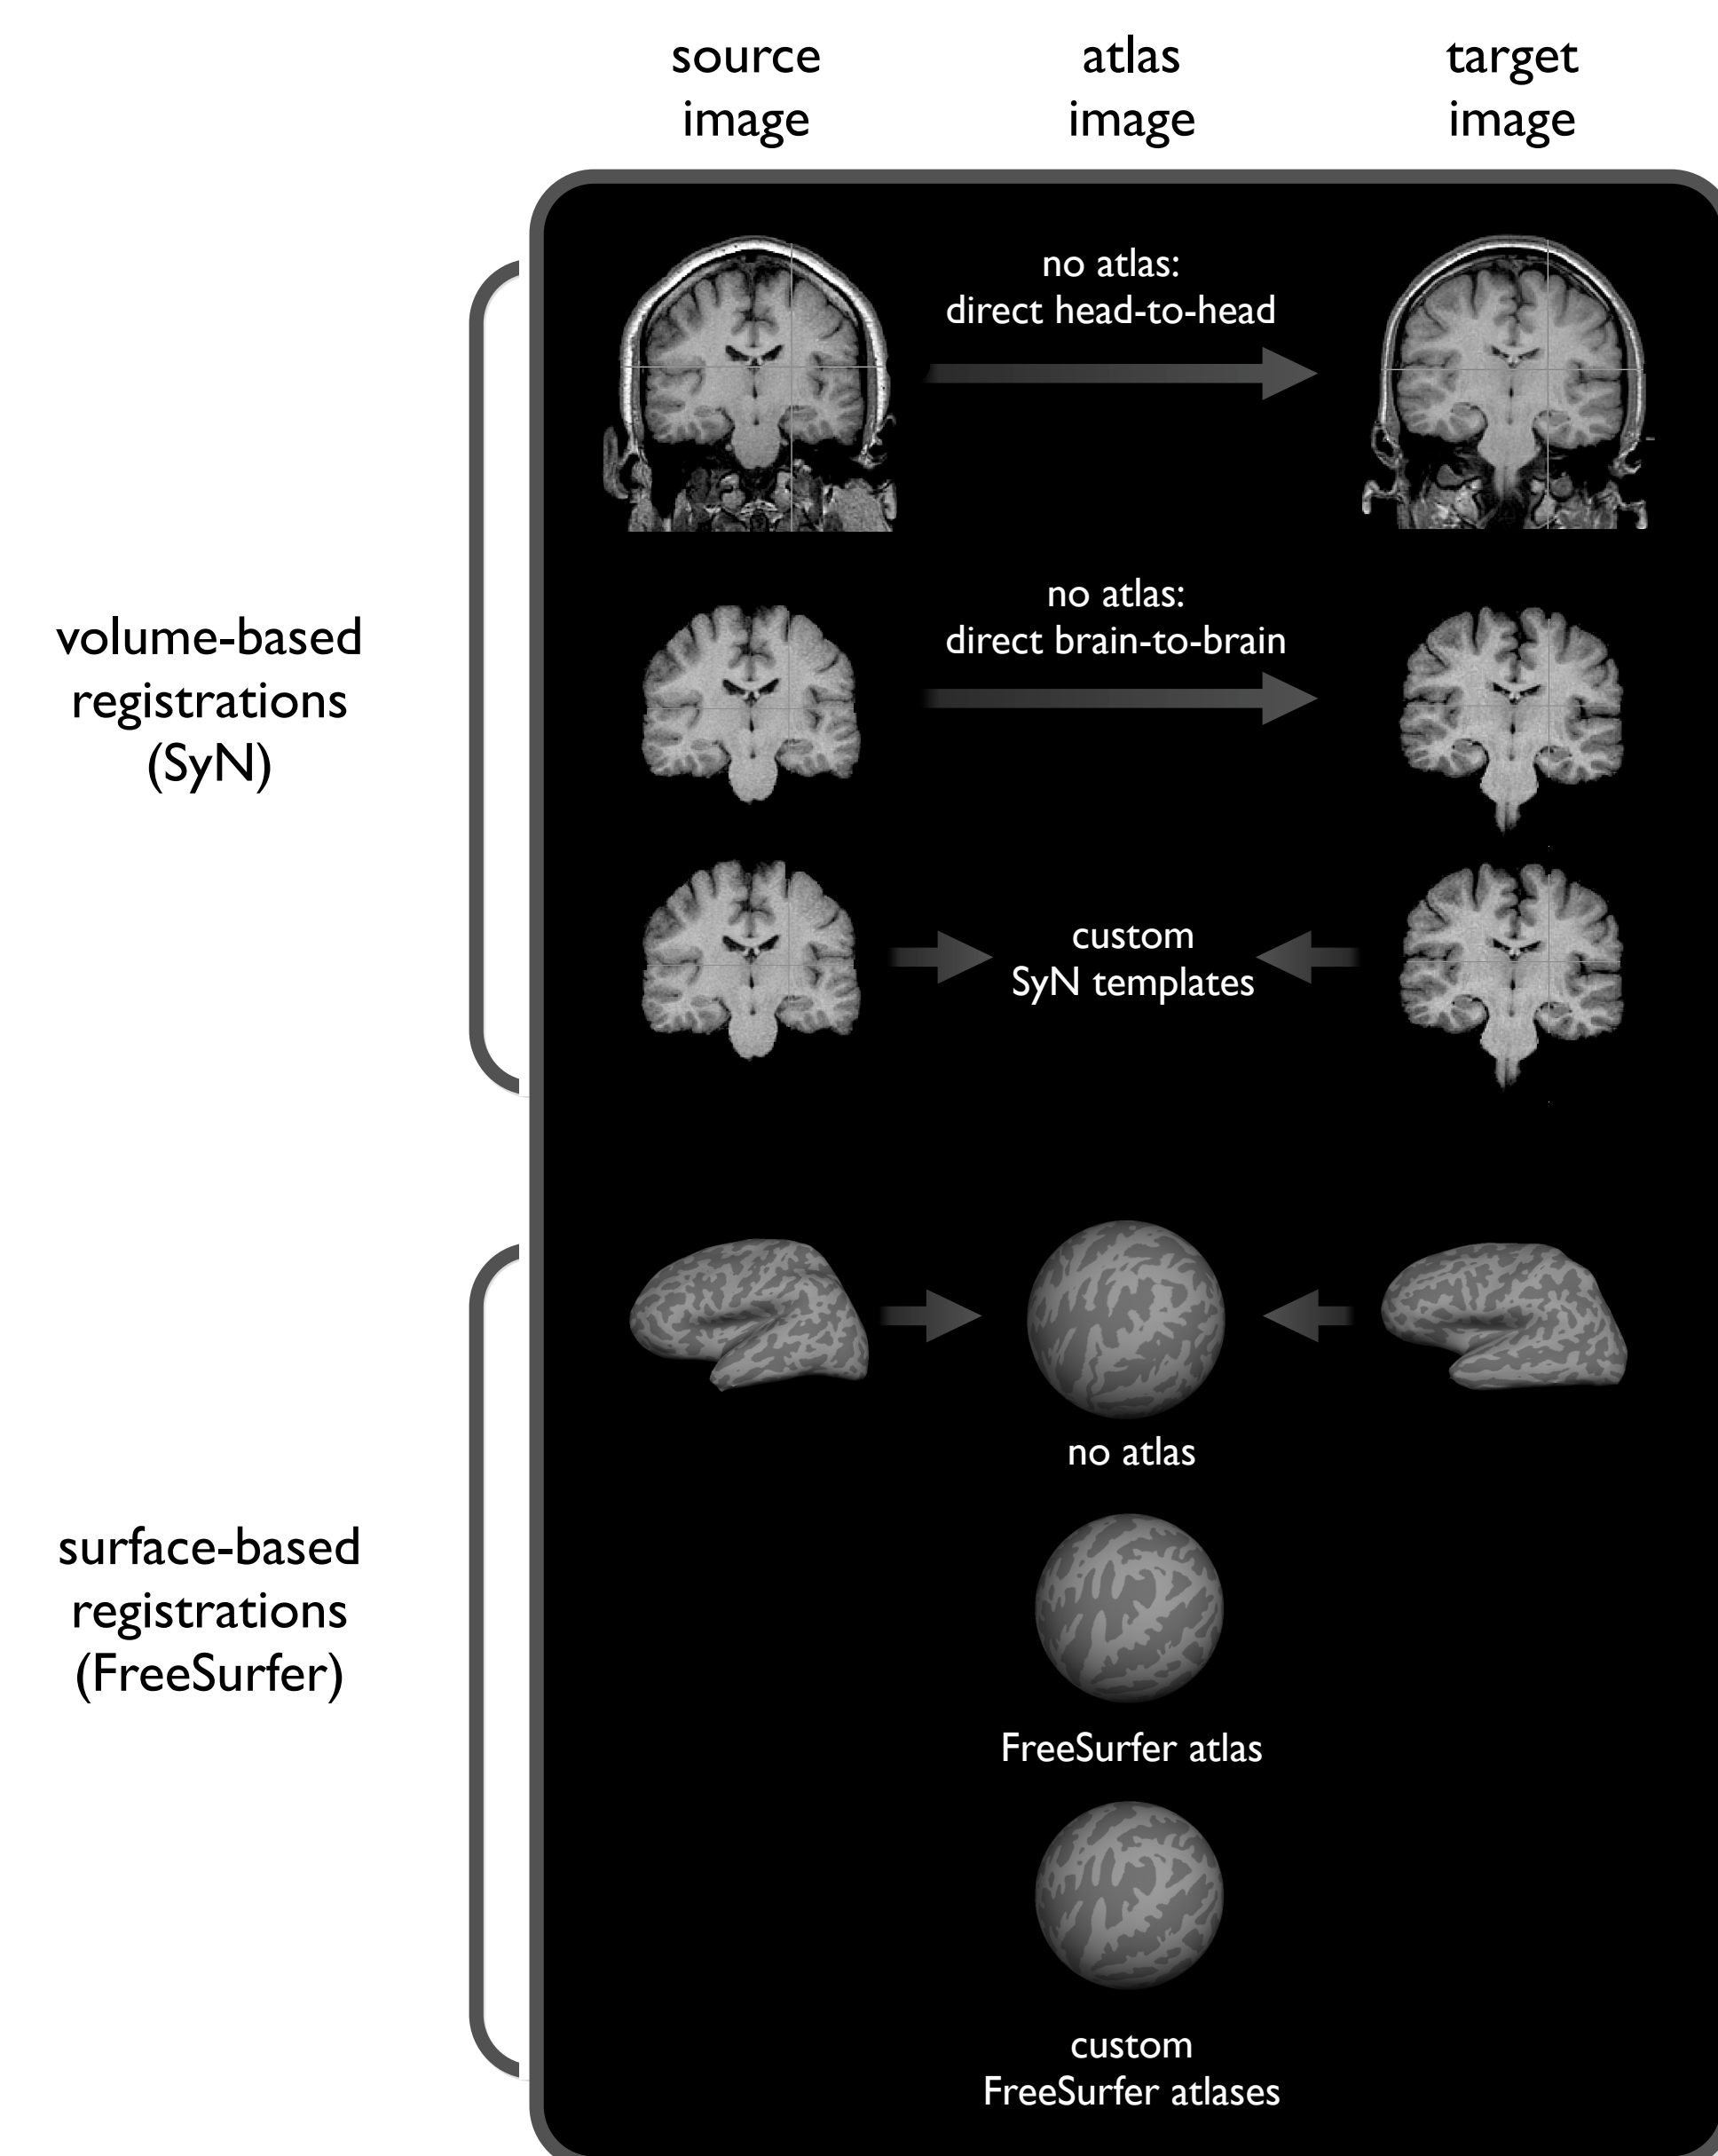 source
image
atlas
image
target
image
no atlas:
direct head-to-head
volume-based
registrations
(SyN)
no atlas:
direct brain-to-brain
custom
SyN templates
surface-based
registrations
(FreeSurfer)
no atlas
FreeSurfer atlas
custom
FreeSurfer atlases